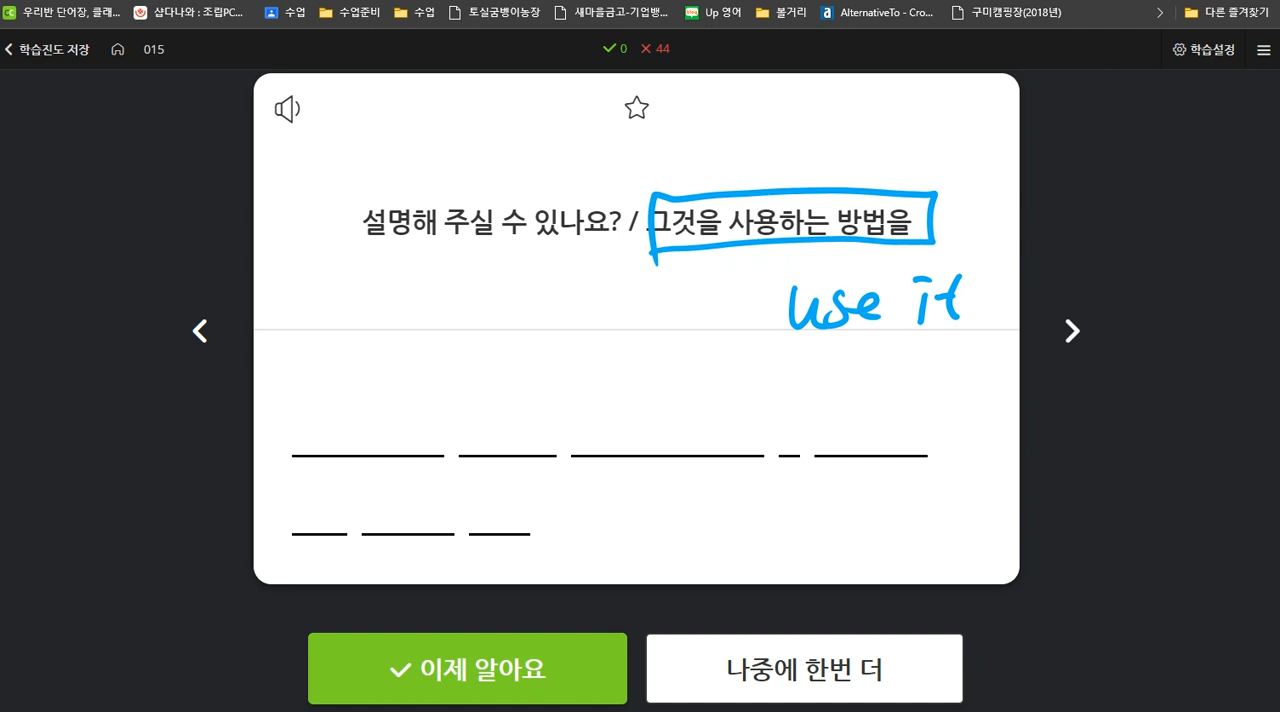 우리반 단어장, 클래... 샵다나와 : 조립PC... 수업 수업준비 수업 토실굼뱅이농장 새마을금고-기업뱅... Up 영어 볼거리 AlternativeTo - Cro... 구미캠핑장(2018년) 다른 즐겨찾기
학습진도 저장 015 0 44 학습설정
설명해 주실 수 있나요? / 그것을 사용하는 방법을
use it
이제 알아요 나중에 한번 더